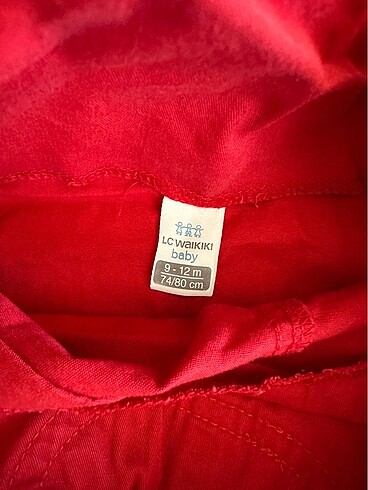 LC WAIKIKI
baby
9 - 12 m
74/80 cm